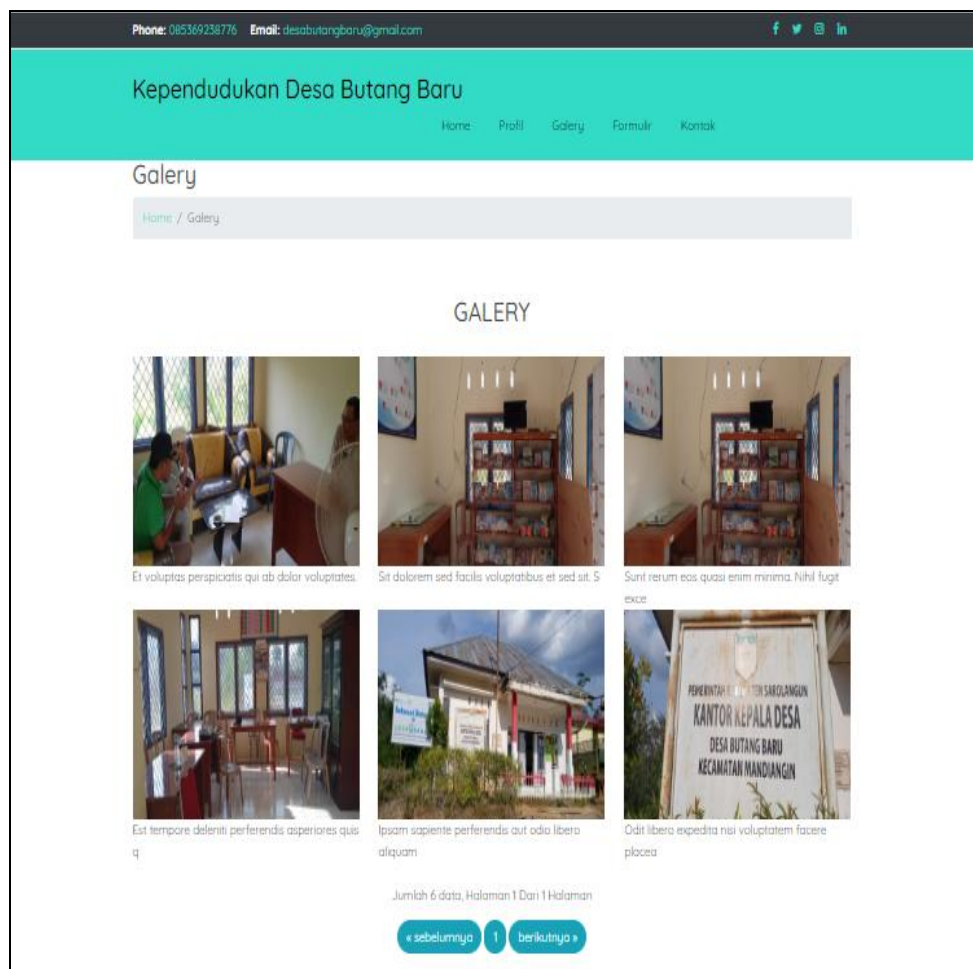 Phone: 085369238776 Email: desabutangbaru@gmail.com
Kependudukan Desa Butang Baru
Home Profil Galery Formulir Kontak
Galery
Home / Galery
GALERY
Et voluptas perspiciatis qui ab dolor voluptates.
Sit dolorem sed facilis voluptatibus et sed sit. S
Sunt rerum eos quasi enim minima. Nihil fugit
exce
Est tempore deleniti perferendis asperiores quis
q
Ipsam sapiente perferendis aut odio libero
aliquam
PEMERINTAH KABUPATEN SAROLANGUN
KANTOR KEPALA DESA
DESA BUTANG BARU
KECAMATAN MANDIANGIN
Odit libero expedita nisi voluptatem facere
placea
Jumlah 6 data, Halaman 1 Dari 1 Halaman
« sebelumnya 1 berikutnya »